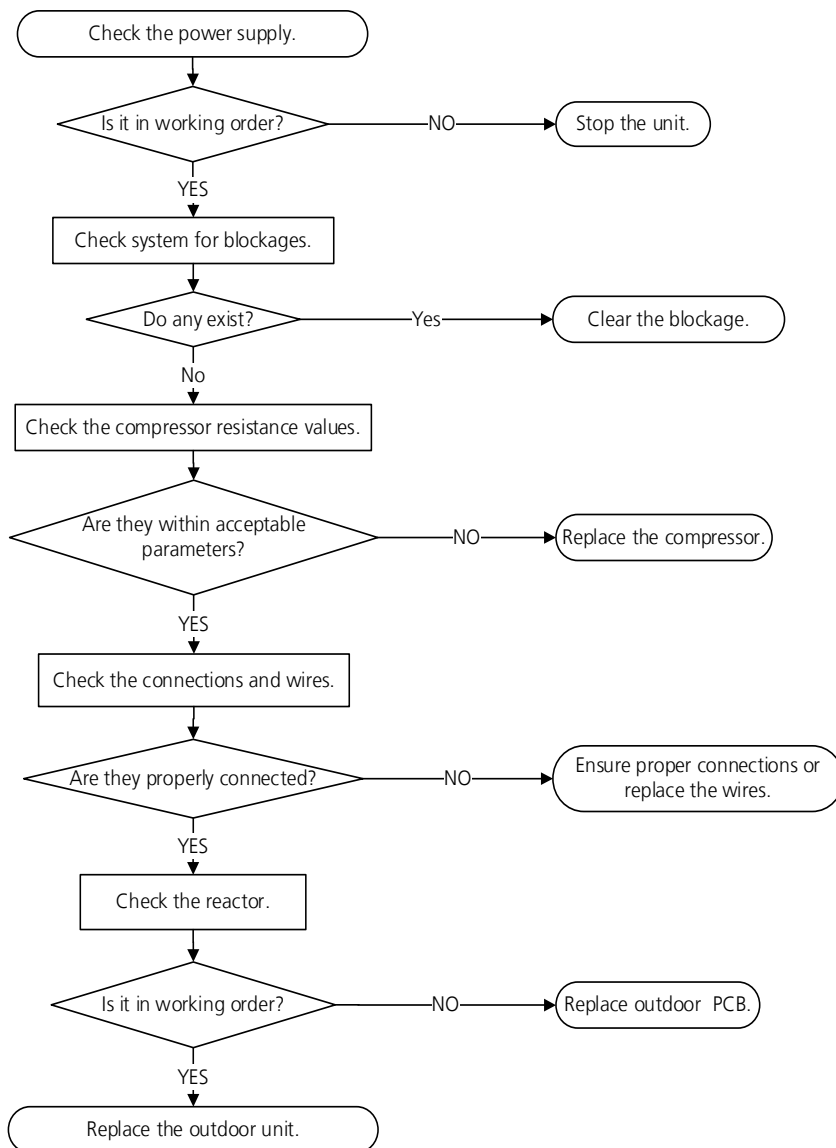 Check the power supply.
Is it in working order?
NO
Stop the unit.
YES
Check system for blockages.
Do any exist?
Yes
Clear the blockage.
No
Check the compressor resistance values.
Are they within acceptable
parameters?
NO
Replace the compressor.
YES
Check the connections and wires.
Are they properly connected?
NO
Ensure proper connections or
replace the wires.
YES
Check the reactor.
Is it in working order?
NO
Replace outdoor PCB.
YES
Replace the outdoor unit.